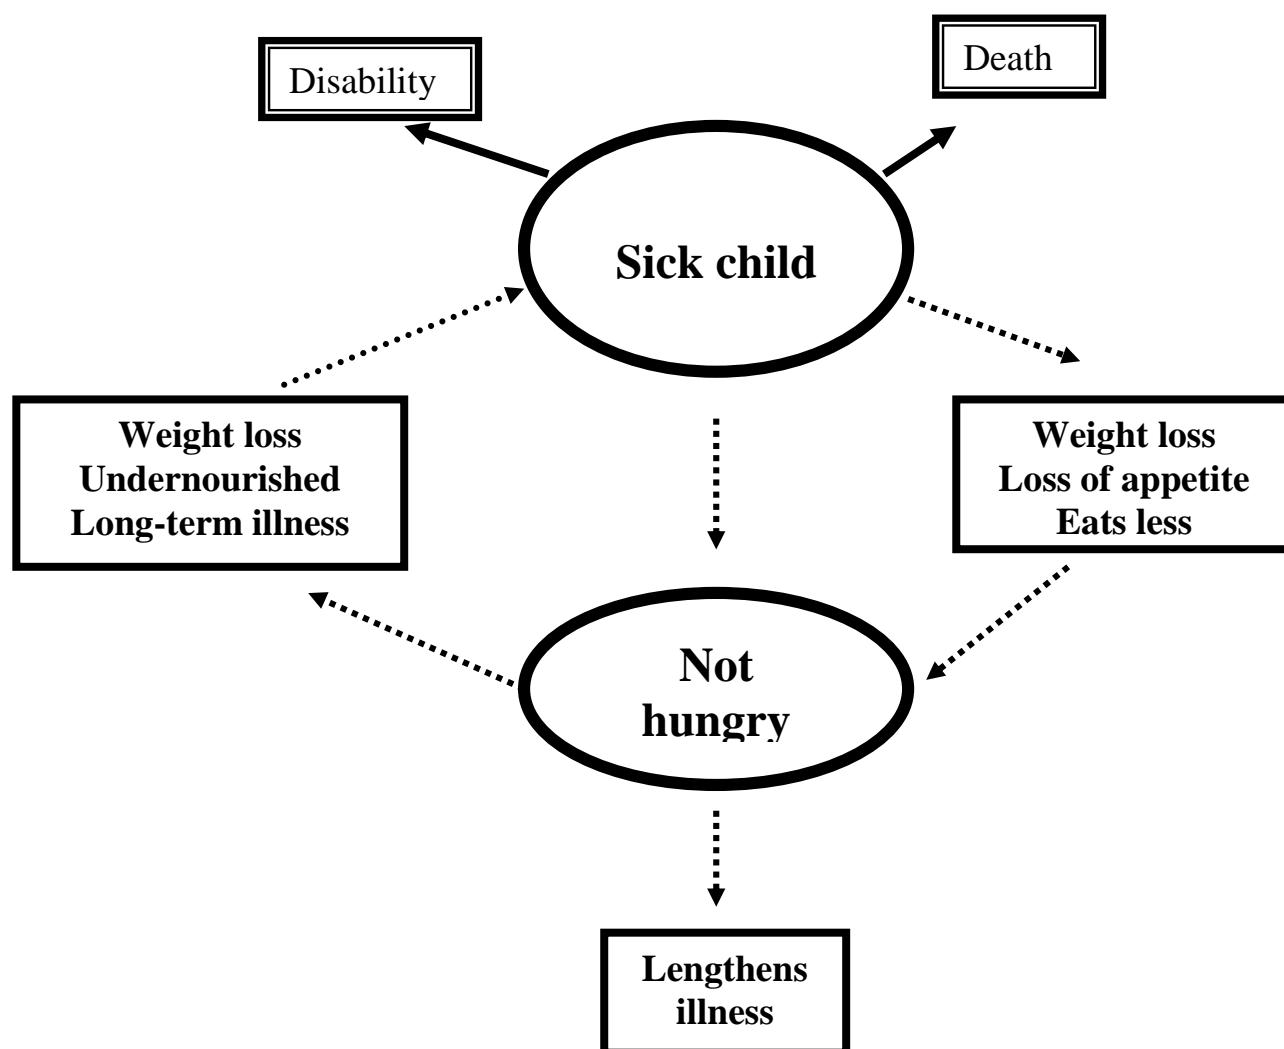 Disability
Death
Sick child
Weight loss
Undernourished
Long-term illness
Weight loss
Loss of appetite
Eats less
Not
hungry
Lengthens
illness